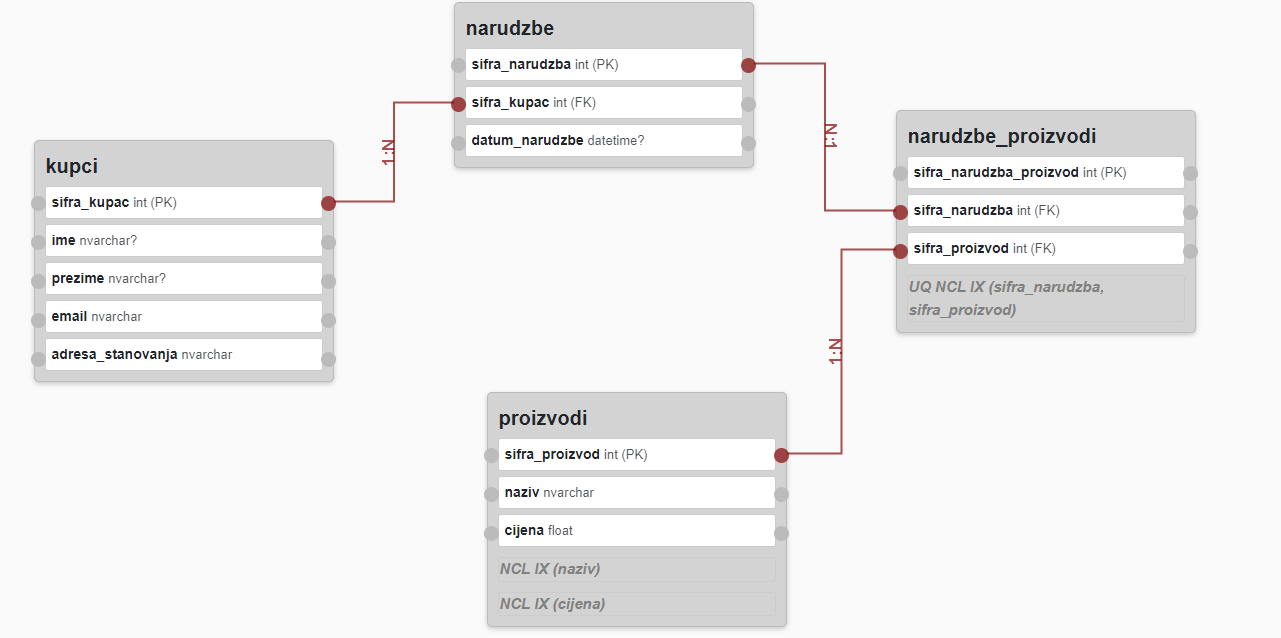 narudzbe
sifra_narudzba int (PK)
sifra_kupac int (FK)
datum_narudzbe datetime?
1:N
kupci
sifra_kupac int (PK)
ime nvarchar?
prezime nvarchar?
email nvarchar
adresa_stanovanja nvarchar
1:N
narudzbe_proizvodi
sifra_narudzba_proizvod int (PK)
sifra_narudzba int (FK)
sifra_proizvod int (FK)
UQ NCL IX (sifra_narudzba,
sifra_proizvod)
1:N
proizvodi
sifra_proizvod int (PK)
naziv nvarchar
cijena float
NCL IX (naziv)
NCL IX (cijena)